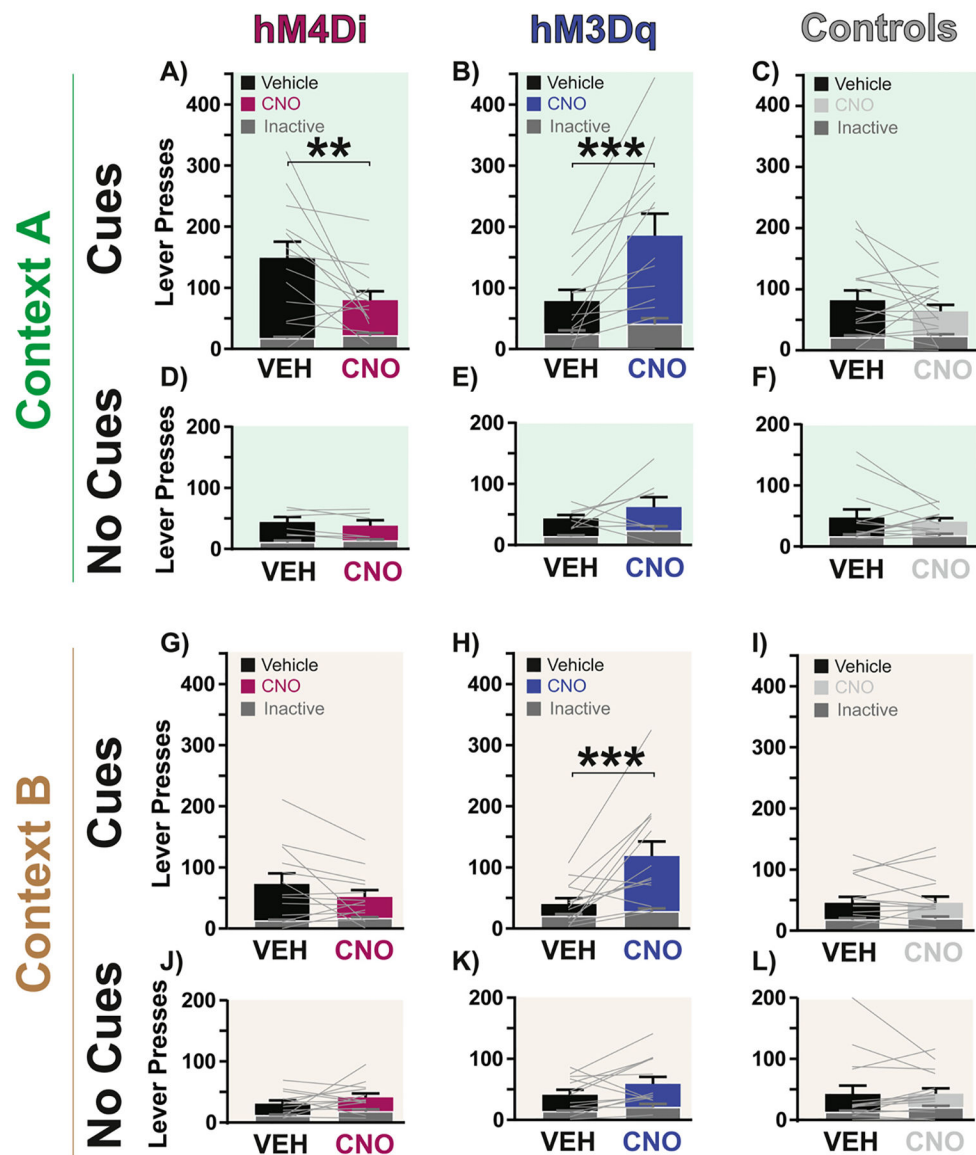 hM4Di hM3Dq Controls
Context A
Cues
A) B) C)
Vehicle Vehicle Vehicle
CNO CNO CNO
Inactive Inactive Inactive
400 400 400
300 300 300
200 200 200
100 100 100
0 0 0
** ***
Lever Presses Lever Presses Lever Presses
VEH CNO VEH CNO VEH CNO
No Cues
D) E) F)
200 200 200
100 100 100
0 0 0
Lever Presses
VEH CNO VEH CNO VEH CNO
Context B
Cues
G) H) I)
Vehicle Vehicle Vehicle
CNO CNO CNO
Inactive Inactive Inactive
400 400 400
300 300 300
200 200 200
100 100 100
0 0 0
***
Lever Presses
VEH CNO VEH CNO VEH CNO
No Cues
J) K) L)
200 200 200
100 100 100
0 0 0
Lever Presses
VEH CNO VEH CNO VEH CNO